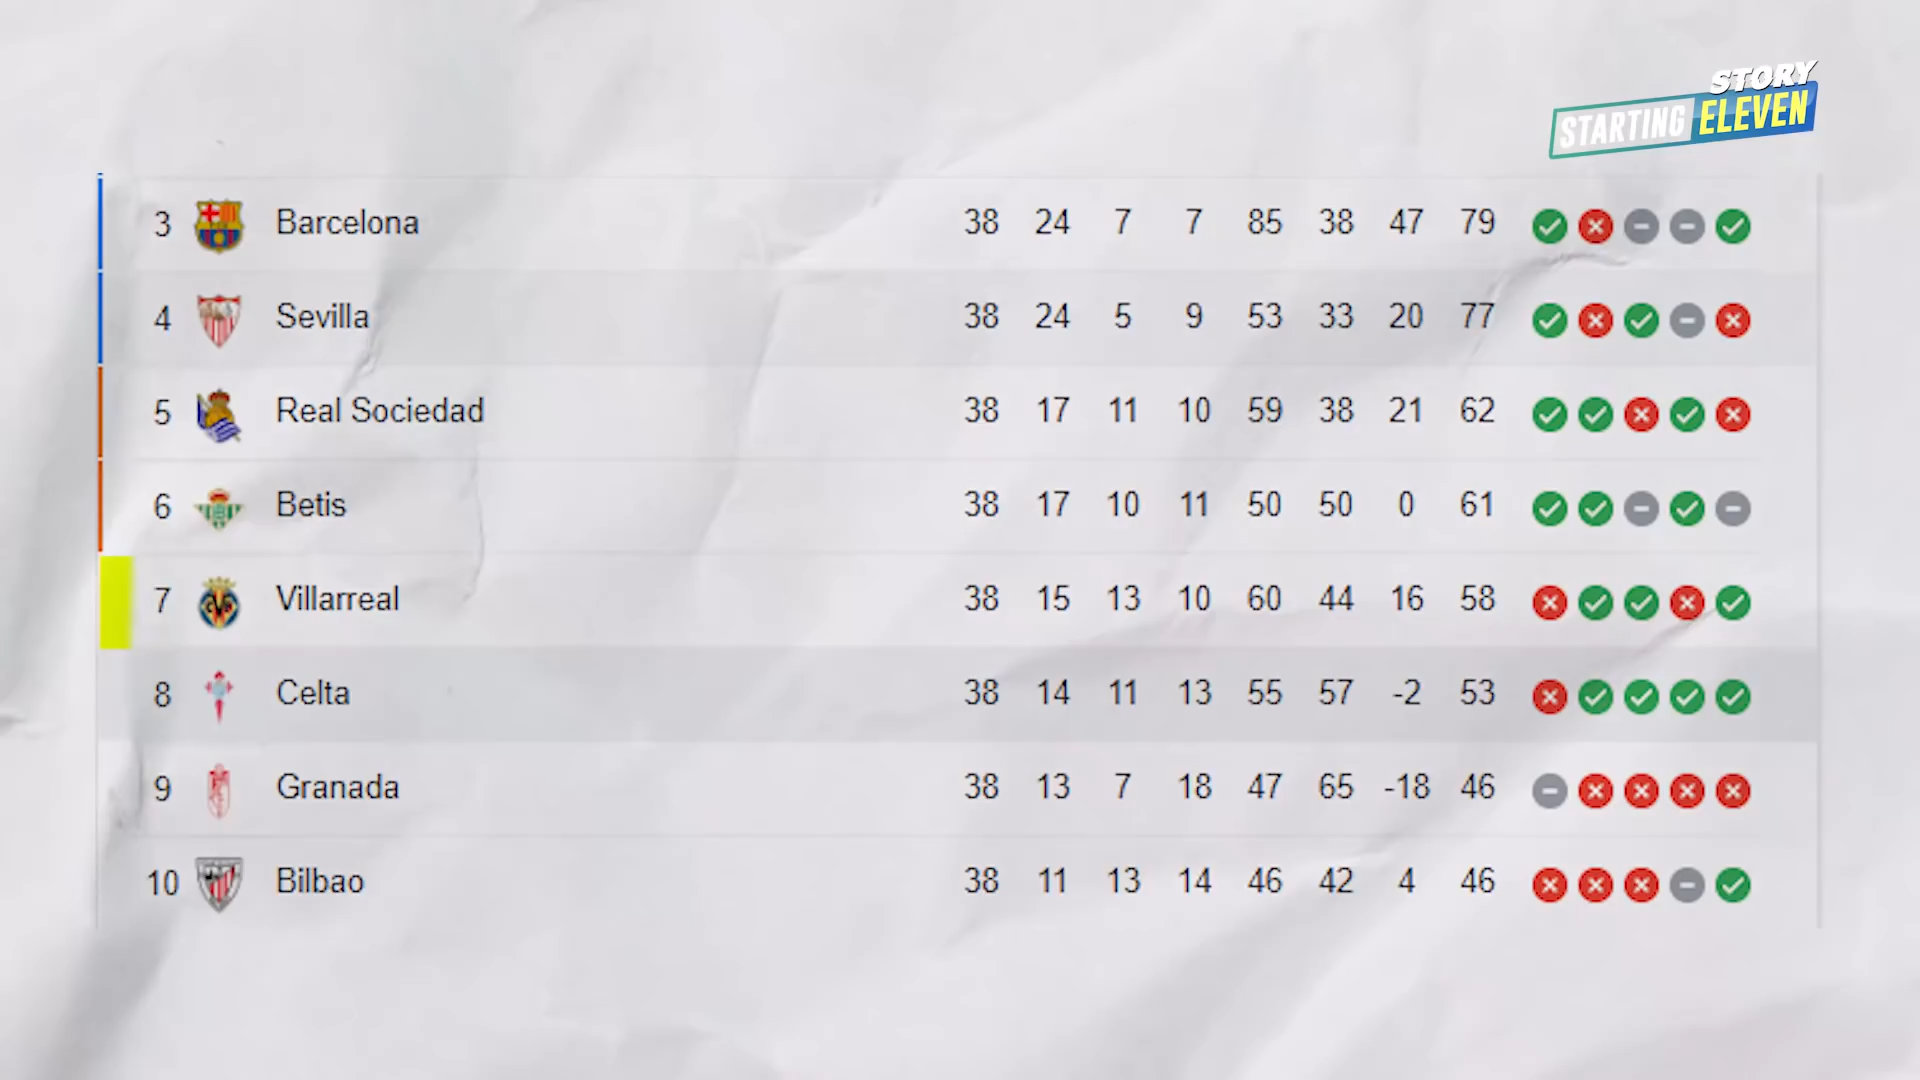 STORY
STARTING ELEVEN
3 Barcelona 38 24 7 7 85 38 47 79
4 Sevilla 38 24 5 9 53 33 20 77
5 Real Sociedad 38 17 11 10 59 38 21 62
6 Betis 38 17 10 11 50 50 0 61
7 Villarreal 38 15 13 10 60 44 16 58
8 Celta 38 14 11 13 55 57 -2 53
9 Granada 38 13 7 18 47 65 -18 46
10 Bilbao 38 11 13 14 46 42 4 46